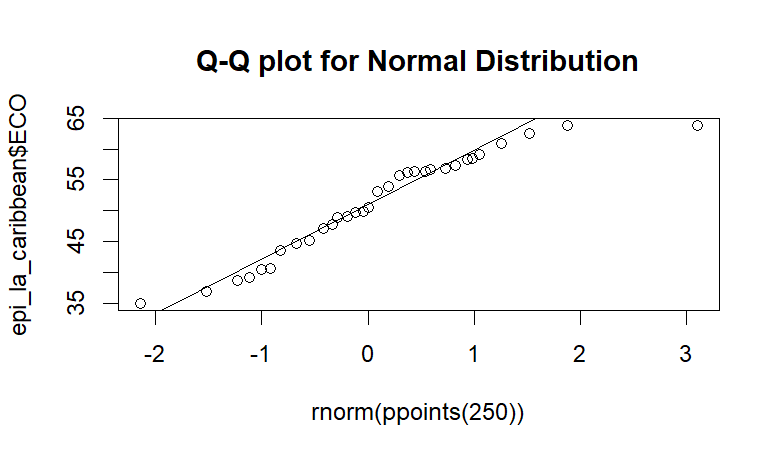 Q-Q plot for Normal Distribution
epi_la_caribbean$ECO
65
55
45
35
-2 -1 0 1 2 3
rnorm(ppoints(250))